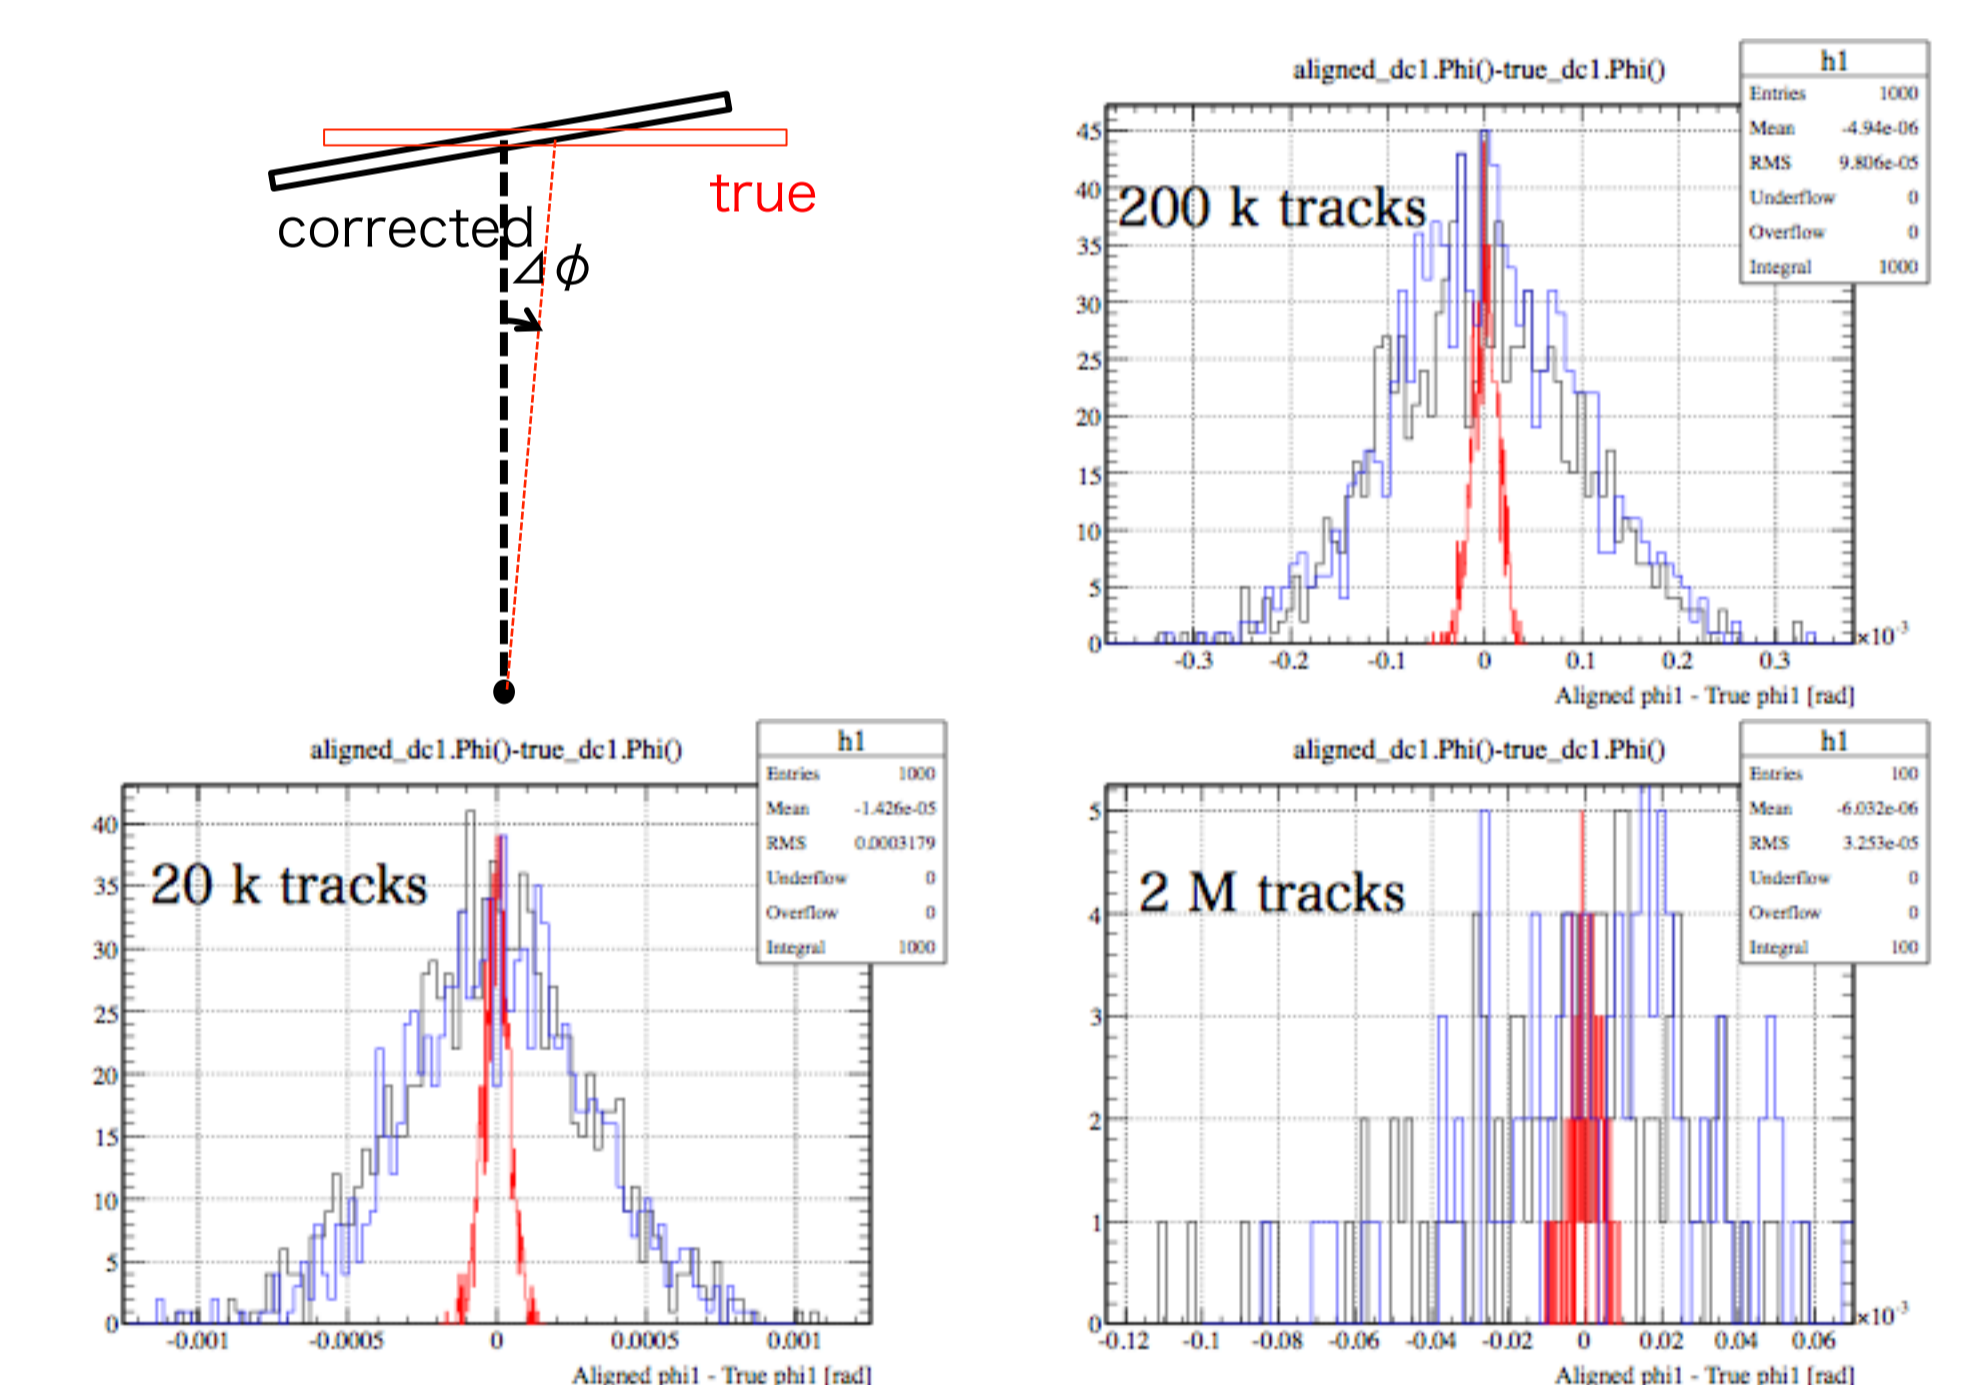 true
corrected
⊿φ
aligned_dc1.Phi()-true_dc1.Phi()
h1
Entries 1000
Mean -4.94e-06
RMS 9.806e-05
Underflow 0
Overflow 0
Integral 1000
200 k tracks
45
40
35
30
25
20
15
10
5
0
-0.3 -0.2 -0.1 0 0.1 0.2 0.3
×10-3
Aligned phi1 - True phi1 [rad]
aligned_dc1.Phi()-true_dc1.Phi()
h1
Entries 1000
Mean -1.426e-05
RMS 0.0003179
Underflow 0
Overflow 0
Integral 1000
20 k tracks
40
35
30
25
20
15
10
5
0
-0.001 -0.0005 0 0.0005 0.001
Aligned phi1 - True phi1 [rad]
aligned_dc1.Phi()-true_dc1.Phi()
h1
Entries 100
Mean -6.032e-06
RMS 3.253e-05
Underflow 0
Overflow 0
Integral 100
2 M tracks
5
4
3
2
1
0
-0.12 -0.1 -0.08 -0.06 -0.04 -0.02 0 0.02 0.04 0.06
×10-3
Aligned phi1 - True phi1 [rad]